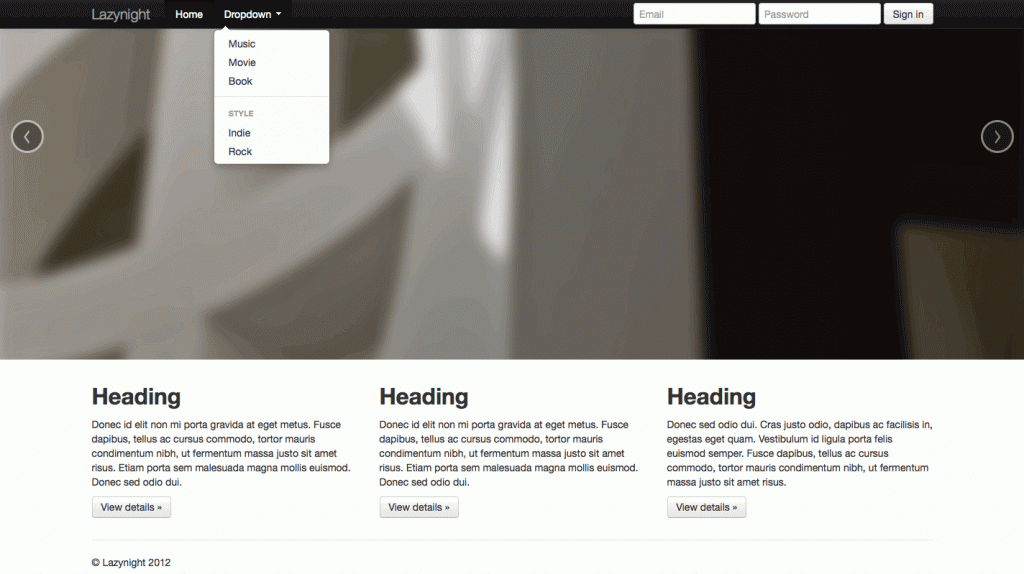 Lazynight Home Dropdown Email Password Sign in
Music
Movie
Book
STYLE
Indie
Rock
Heading
Donec id elit non mi porta gravida at eget metus. Fusce
dapibus, tellus ac cursus commodo, tortor mauris
condimentum nibh, ut fermentum massa justo sit amet
risus. Etiam porta sem malesuada magna mollis euismod.
Donec sed odio dui.
View details »
Heading
Donec id elit non mi porta gravida at eget metus. Fusce
dapibus, tellus ac cursus commodo, tortor mauris
condimentum nibh, ut fermentum massa justo sit amet
risus. Etiam porta sem malesuada magna mollis euismod.
Donec sed odio dui.
View details »
Heading
Donec sed odio dui. Cras justo odio, dapibus ac facilisis in,
egestas eget quam. Vestibulum id ligula porta felis
euismod semper. Fusce dapibus, tellus ac cursus
commodo, tortor mauris condimentum nibh, ut fermentum
massa justo sit amet risus.
View details »
© Lazynight 2012